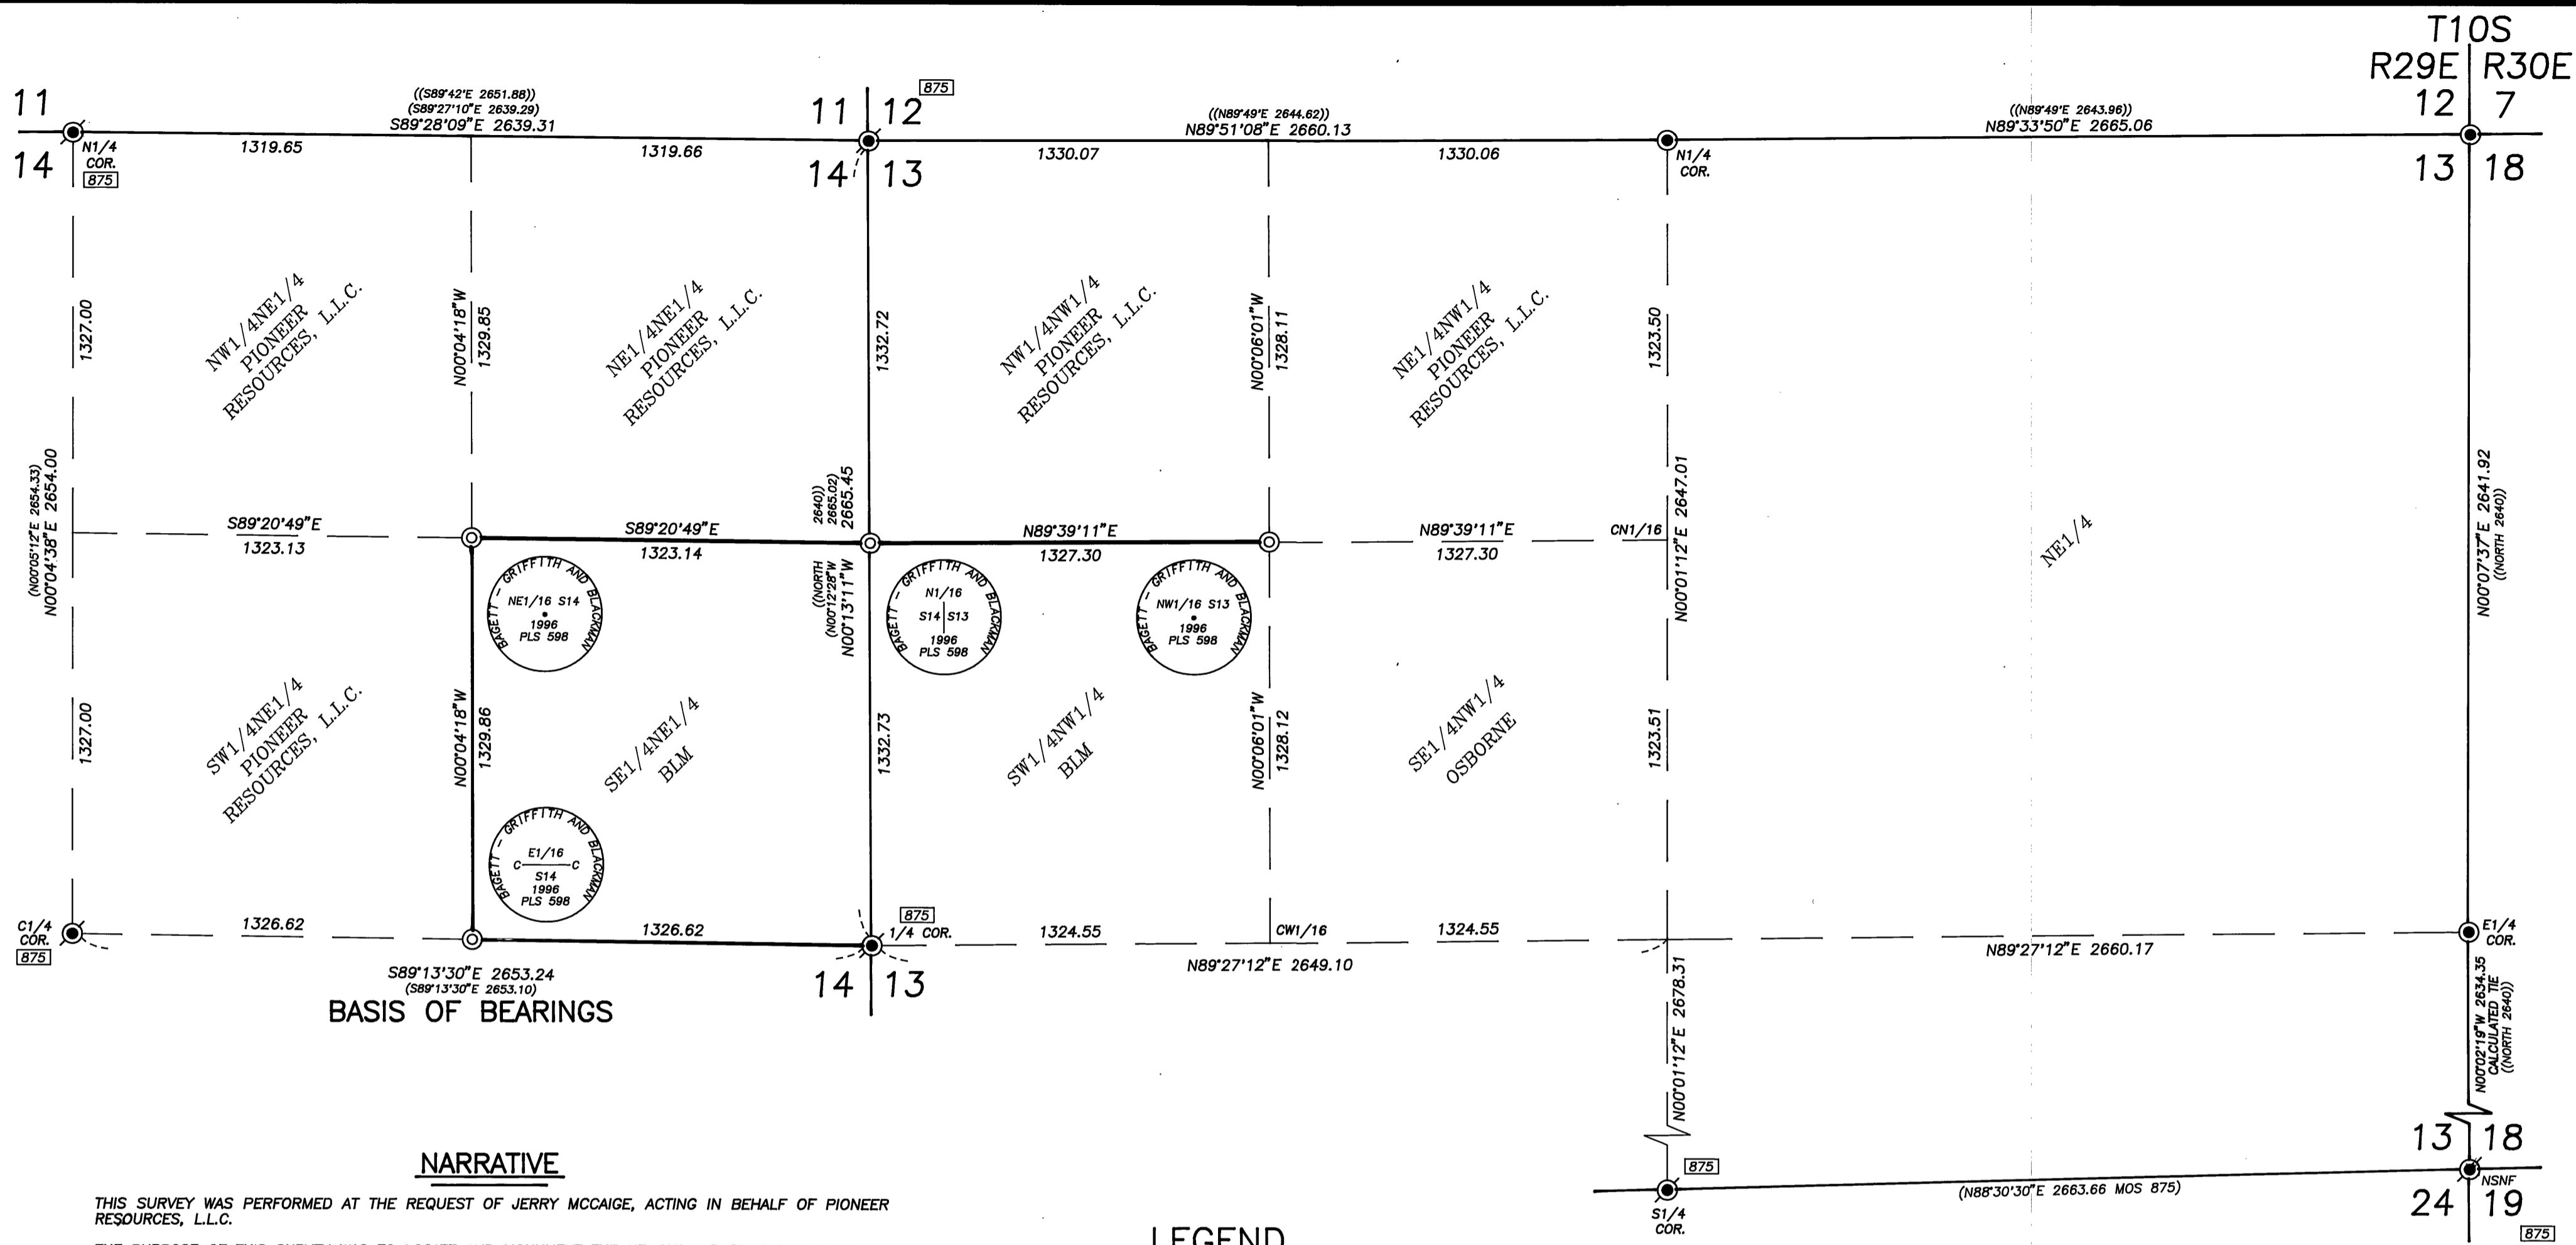 T10S
R29E R30E
11
((S89°42'E 2651.88))
(S89°27'10"E 2639.29)
S89°28'09"E 2639.31
11 12
875
((N89°49'E 2644.62))
N89°51'08"E 2660.13
((N89°49'E 2643.96))
N89°33'50"E 2665.06
12 7
14
N1/4
COR.
875
1319.65
1319.66
14 13
1330.07
1330.06
N1/4
COR.
13 18
1327.00
NW1/4NE1/4
PIONEER
RESOURCES, L.L.C.
N00°04'18"W
1329.85
NE1/4NE1/4
PIONEER
RESOURCES, L.L.C.
1332.72
NW1/4NW1/4
PIONEER
RESOURCES, L.L.C.
N00°06'01"W
1328.11
NE1/4NW1/4
PIONEER
RESOURCES, L.L.C.
1323.50
(N00°05'12"E 2654.33)
N00°04'38"E 2654.00
S89°20'49"E
1323.13
S89°20'49"E
1323.14
((NORTH 2640))
(N00°12'28"W 2665.02)
N00°13'11"W 2665.45
N89°39'11"E
1327.30
N89°39'11"E
1327.30
CN1/16
N00°01'12"E 2647.01
NE1/4
N00°07'37"E 2641.92
((NORTH 2640))
BAGETT - GRIFFITH AND BLACKMAN
NE1/16 S14
1996
PLS 598
BAGETT - GRIFFITH AND BLACKMAN
N1/16
S14 S13
1996
PLS 598
BAGETT - GRIFFITH AND BLACKMAN
NW1/16 S13
1996
PLS 598
1327.00
SW1/4NE1/4
PIONEER
RESOURCES, L.L.C.
N00°04'18"W
1329.86
SE1/4NE1/4
BLM
1332.73
SW1/4NW1/4
BLM
N00°06'01"W
1328.12
SE1/4NW1/4
OSBORNE
1323.51
BAGETT - GRIFFITH AND BLACKMAN
E1/16
C C
S14
1996
PLS 598
C1/4
COR.
875
1326.62
1326.62
875
1/4 COR.
1324.55
CW1/16
1324.55
E1/4
COR.
S89°13'30"E 2653.24
(S89°13'30"E 2653.10)
BASIS OF BEARINGS
14 13
N89°27'12"E 2649.10
N89°27'12"E 2660.17
N00°01'12"E 2678.31
N00°02'19"W 2634.35
CALCULATED TIE
((NORTH 2640))
13 18
875
S1/4
COR.
(N88°30'30"E 2663.66 MOS 875)
NSNF
24 19
875
NARRATIVE
THIS SURVEY WAS PERFORMED AT THE REQUEST OF JERRY MCCAIGE, ACTING IN BEHALF OF PIONEER
RESOURCES, L.L.C.
LEGEND